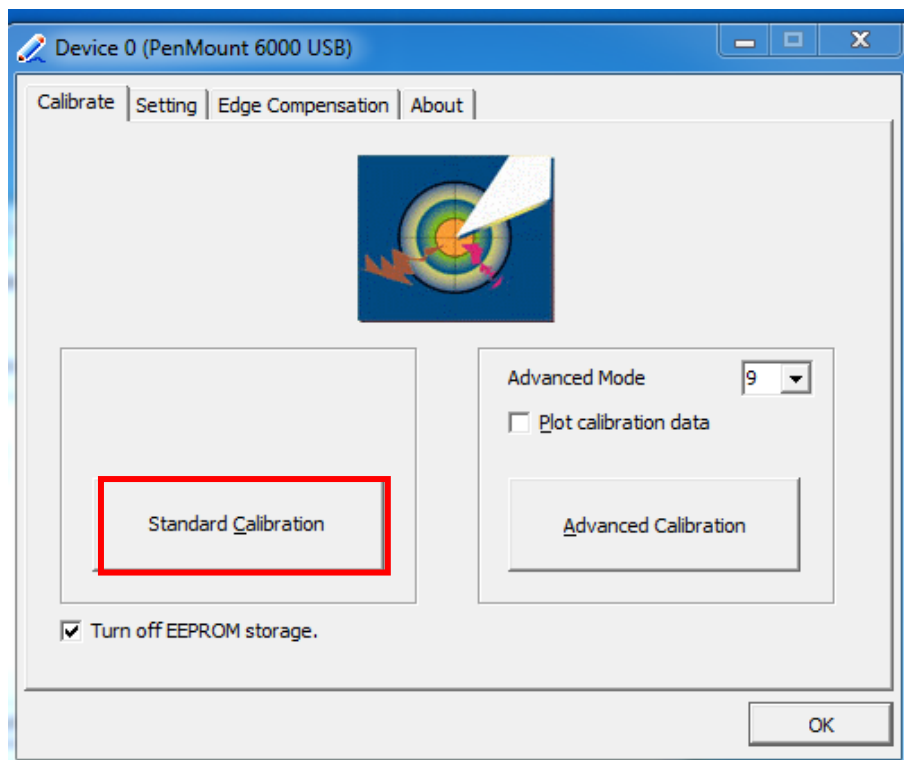 Device 0 (PenMount 6000 USB)
Calibrate Setting Edge Compensation About
Advanced Mode 9
Plot calibration data
Standard Calibration
Advanced Calibration
Turn off EEPROM storage.
OK